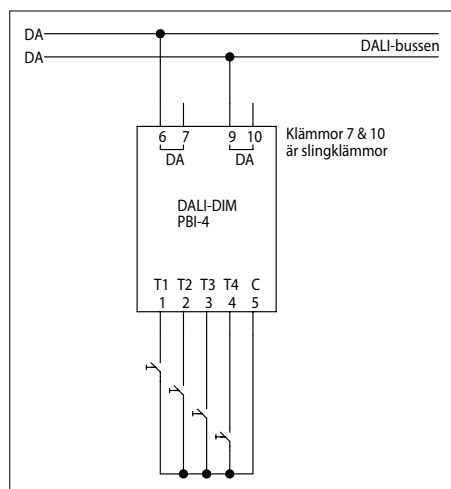 DA
DALI-bussen
DA
6 7 9 10
Klämmor 7 & 10
är slingklämmor
DA DA
DALI-DIM
PBI-4
T1 T2 T3 T4 C
1 2 3 4 5